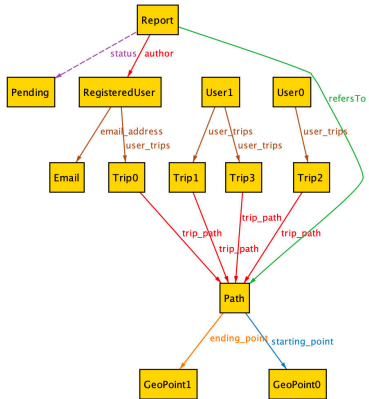 Report
status
author
Pending
RegisteredUser
User1
User0
refersTo
email_address
user_trips
user_trips
user_trips
user_trips
Email
Trip0
Trip1
Trip3
Trip2
trip_path
trip_path
trip_path
trip_path
Path
ending_point
starting_point
GeoPoint1
GeoPoint0